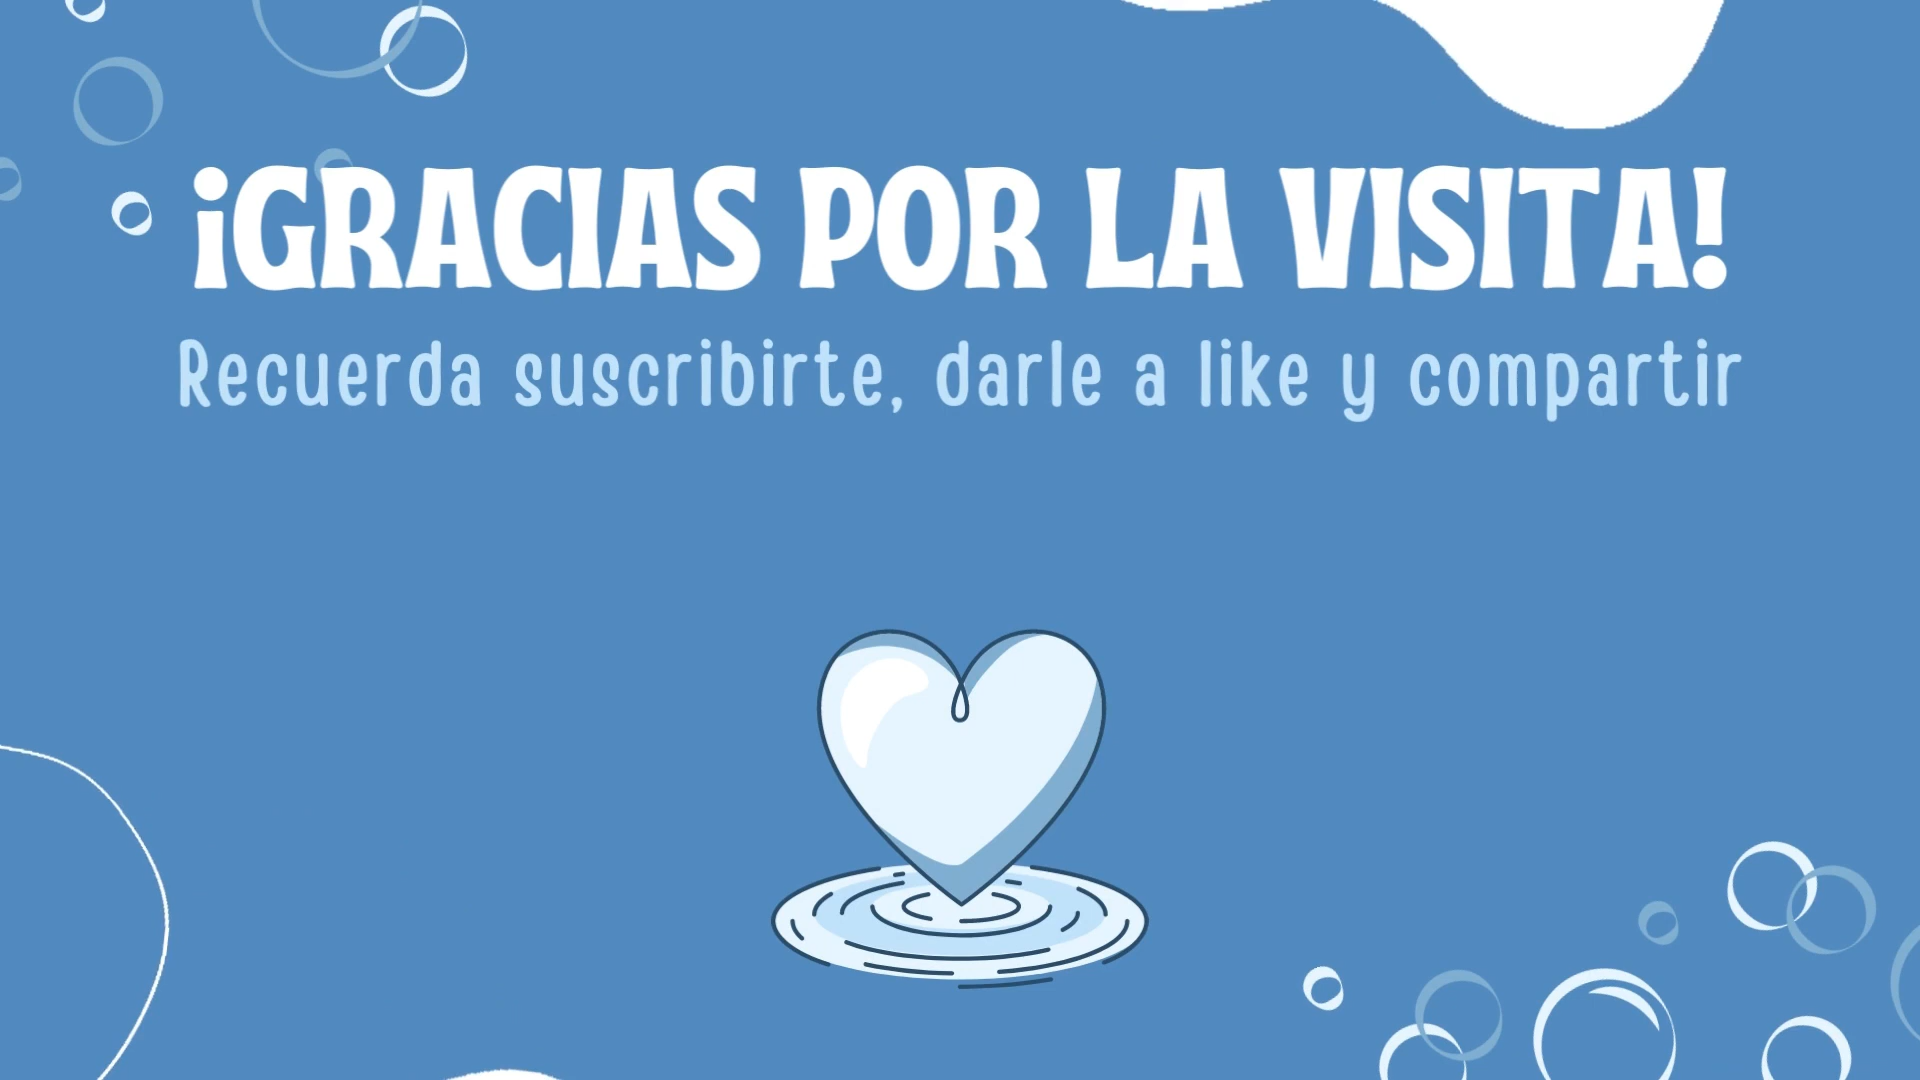 ¡GRACIAS POR LA VISITA!
Recuerda suscribirte, darle a like y compartir